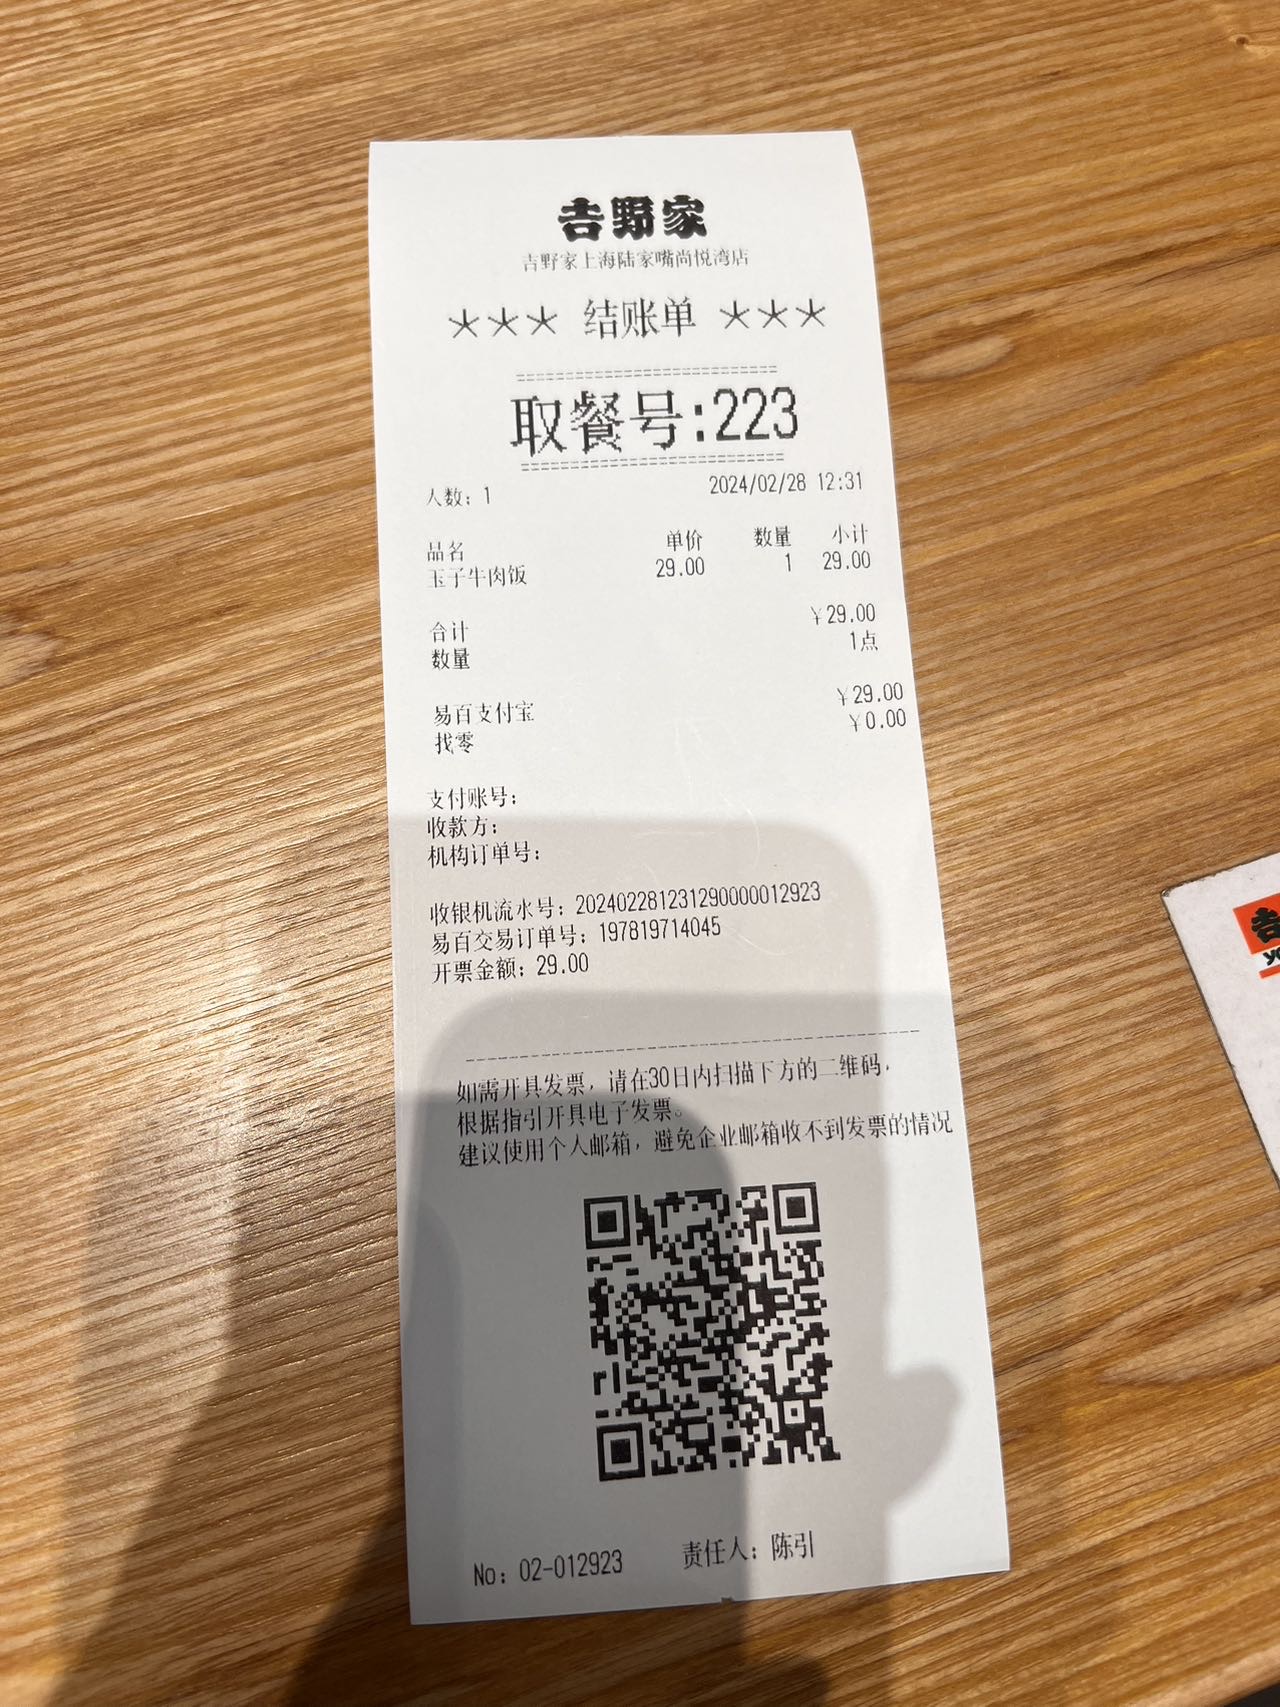 吉野家
吉野家上海陆家嘴尚悦湾店
*** 结账单 ***
==========================
取餐号:223
==========================
人数: 1 2024/02/28 12:31
品名 单价 数量 小计
玉子牛肉饭 29.00 1 29.00
合计 ¥29.00
数量 1点
易百支付宝 ¥29.00
找零 ¥0.00
支付账号:
收款方:
机构订单号:
收银机流水号: 202402281231290000012923
易百交易订单号: 197819714045
开票金额: 29.00
如需开具发票, 请在30日内扫描下方的二维码,
根据指引开具电子发票。
建议使用个人邮箱, 避免企业邮箱收不到发票的情况
No: 02-012923 责任人: 陈引